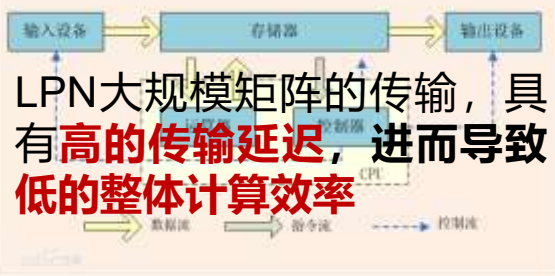 输入设备 存储器 输出设备
LPN大规模矩阵的传输，具
有高的传输延迟，进而导致
运算器 控制器
低的整体计算效率
CPU
数据流 指令流 控制流